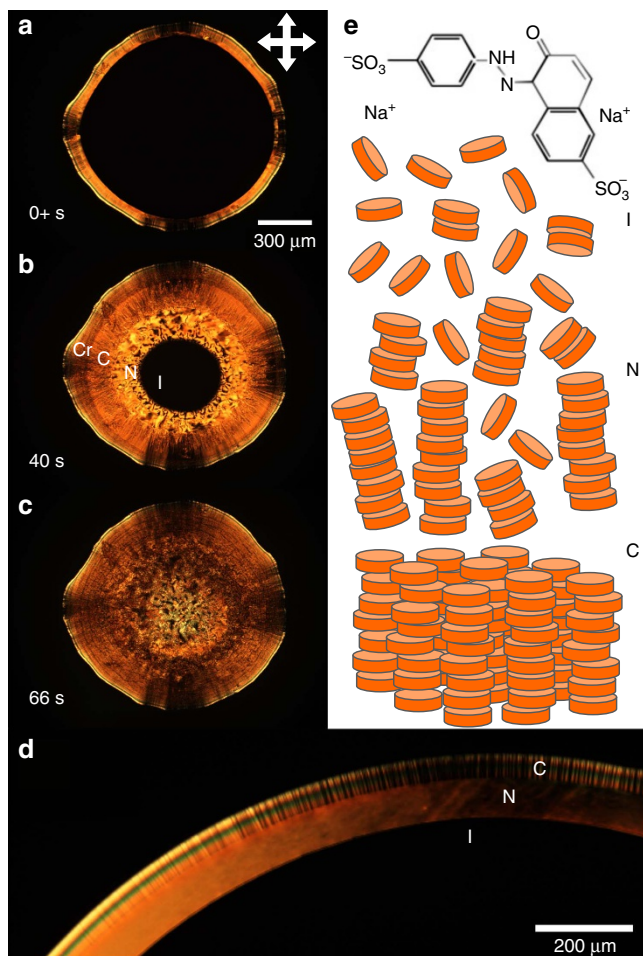 a
0+ s
300 μm
b
Cr
C
N
I
40 s
c
66 s
d
C
N
I
200 μm
e
⁻SO₃
NH
N
O
Na⁺
Na⁺
SO₃⁻
I
N
C